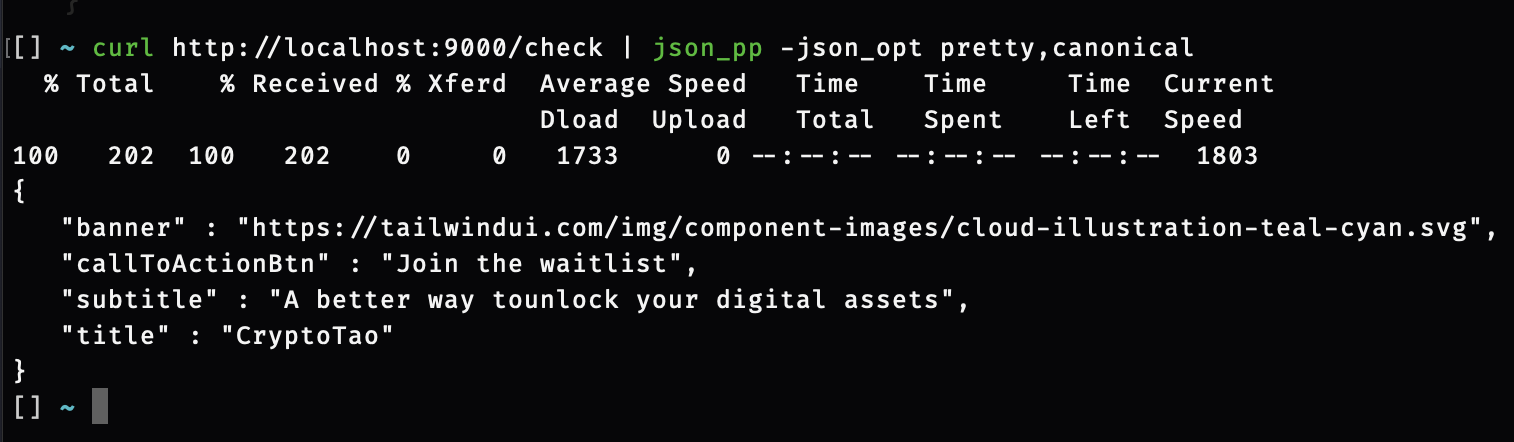 }
[[] ~ curl http://localhost:9000/check | json_pp -json_opt pretty,canonical
  % Total    % Received % Xferd  Average Speed   Time    Time     Time  Current
                                 Dload  Upload   Total   Spent    Left  Speed
100   202  100   202    0     0   1733      0 --:--:-- --:--:-- --:--:--  1803
{
   "banner" : "https://tailwindui.com/img/component-images/cloud-illustration-teal-cyan.svg",
   "callToActionBtn" : "Join the waitlist",
   "subtitle" : "A better way tounlock your digital assets",
   "title" : "CryptoTao"
}
[] ~